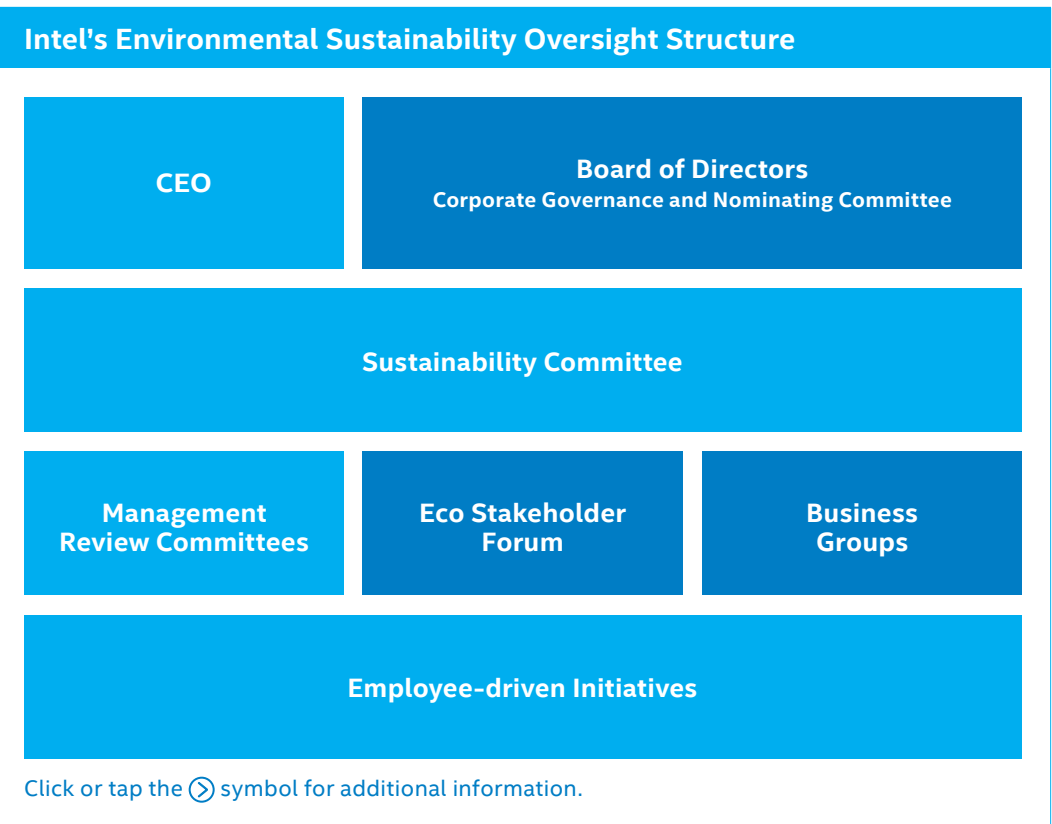 Intel’s Environmental Sustainability Oversight Structure
CEO
Board of Directors
Corporate Governance and Nominating Committee
Sustainability Committee
Management
Review Committees
Eco Stakeholder
Forum
Business
Groups
Employee-driven Initiatives
Click or tap the symbol for additional information.